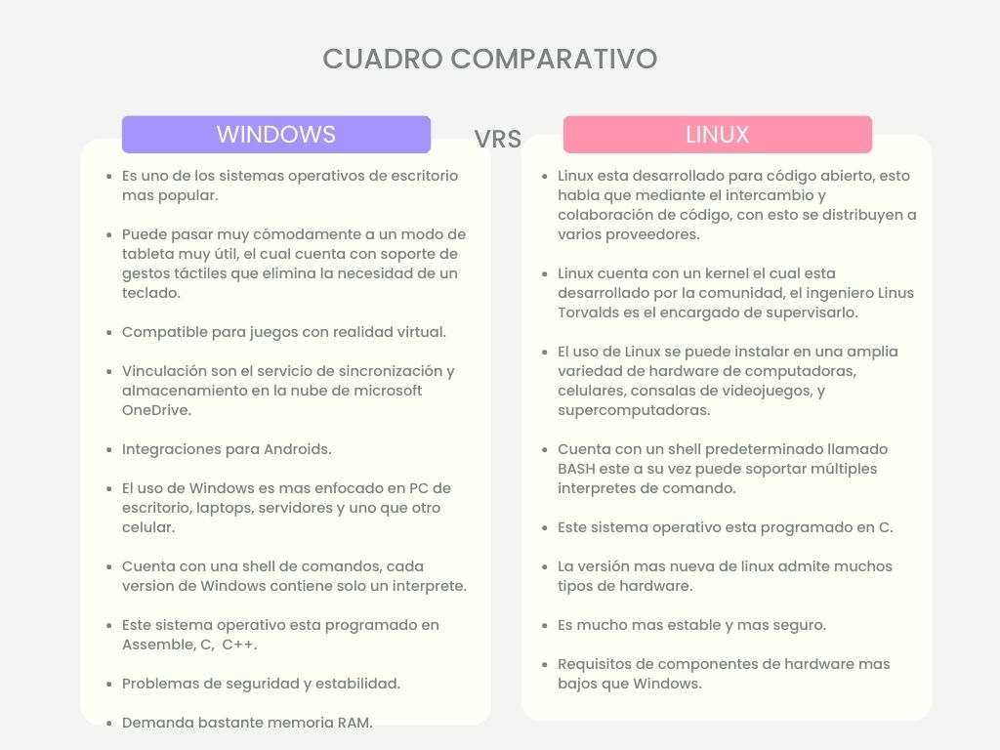 CUADRO COMPARATIVO
WINDOWS
VRS
LINUX
• Es uno de los sistemas operativos de escritorio
mas popular.
• Puede pasar muy cómodamente a un modo de
tableta muy útil, el cual cuenta con soporte de
gestos táctiles que elimina la necesidad de un
teclado.
• Compatible para juegos con realidad virtual.
• Vinculación son el servicio de sincronización y
almacenamiento en la nube de microsoft
OneDrive.
• Integraciones para Androids.
• El uso de Windows es mas enfocado en PC de
escritorio, laptops, servidores y uno que otro
celular.
• Cuenta con una shell de comandos, cada
version de Windows contiene solo un interprete.
• Este sistema operativo esta programado en
Assemble, C,  C++.
• Problemas de seguridad y estabilidad.
• Demanda bastante memoria RAM.
• Linux esta desarrollado para código abierto, esto
habla que mediante el intercambio y
colaboración de código, con esto se distribuyen a
varios proveedores.
• Linux cuenta con un kernel el cual esta
desarrollado por la comunidad, el ingeniero Linus
Torvalds es el encargado de supervisarlo.
• El uso de Linux se puede instalar en una amplia
variedad de hardware de computadoras,
celulares, consalas de videojuegos, y
supercomputadoras.
• Cuenta con un shell predeterminado llamado
BASH este a su vez puede soportar múltiples
interpretes de comando.
• Este sistema operativo esta programado en C.
• La versión mas nueva de linux admite muchos
tipos de hardware.
• Es mucho mas estable y mas seguro.
• Requisitos de componentes de hardware mas
bajos que Windows.